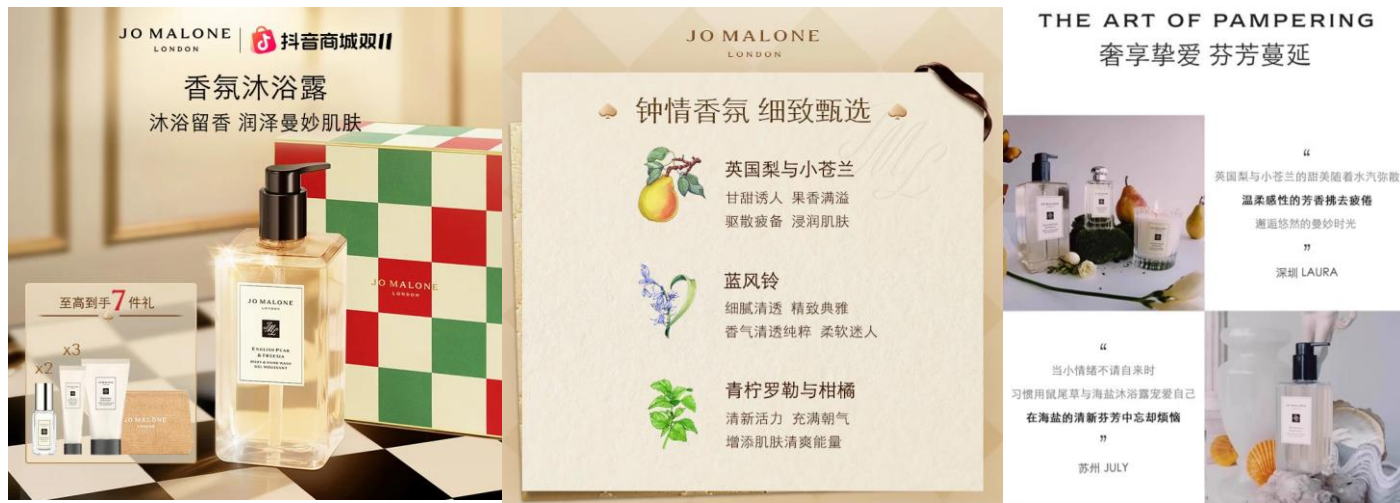 JO MALONE
LONDON
抖音商城双11
香氛沐浴露
沐浴留香 润泽曼妙肌肤
至高到手7件礼
x3
x2
JO MALONE
LONDON
JO MALONE
LONDON
ENGLISH PEAR
& FREESIA
BODY & HAND WASH
GEL MOUSSANT
JO MALONE
LONDON
JO MALONE
LONDON
钟情香氛 细致甄选
英国梨与小苍兰
甘甜诱人 果香满溢
驱散疲备 浸润肌肤
蓝风铃
细腻清透 精致典雅
香气清透纯粹 柔软迷人
青柠罗勒与柑橘
清新活力 充满朝气
增添肌肤清爽能量
THE ART OF PAMPERING
奢享挚爱 芬芳蔓延
“
英国梨与小苍兰的甜美随着水汽弥散
温柔感性的芳香拂去疲倦
邂逅悠然的曼妙时光
”
深圳 LAURA
“
当小情绪不请自来时
习惯用鼠尾草与海盐沐浴露宠爱自己
在海盐的清新芬芳中忘却烦恼
”
苏州 JULY